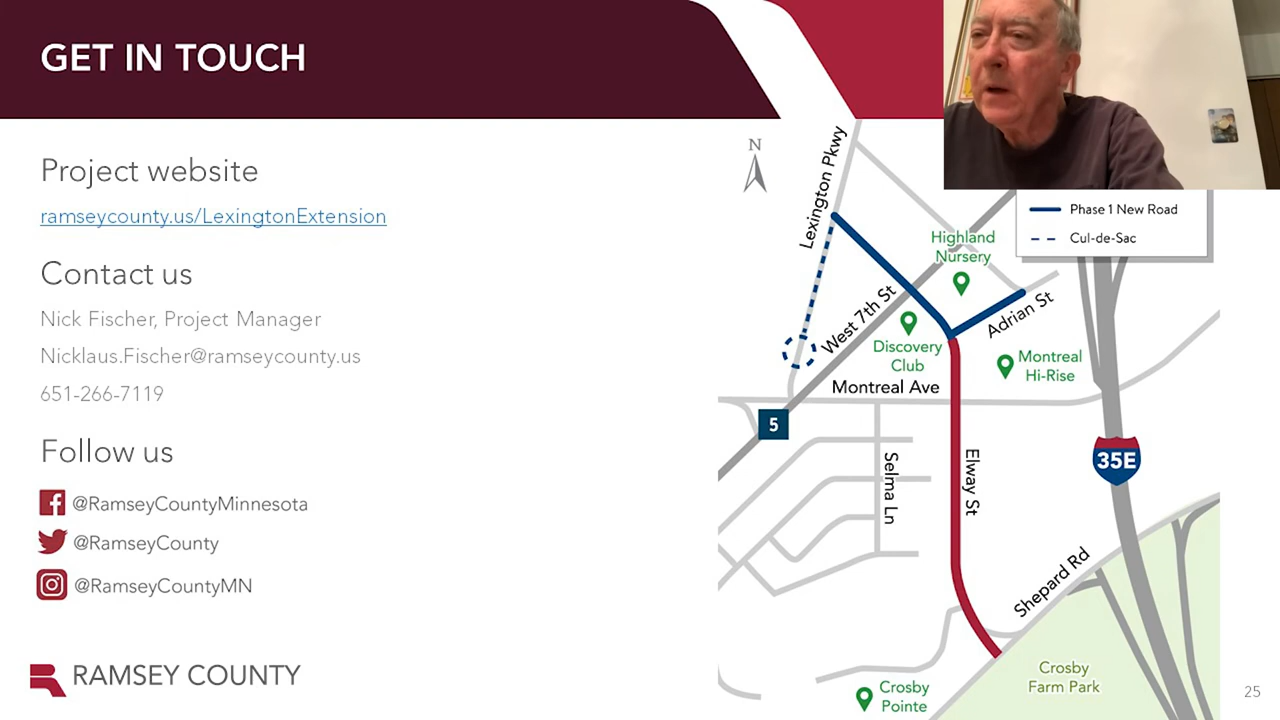 GET IN TOUCH
Project website
ramseycounty.us/LexingtonExtension
Contact us
Nick Fischer, Project Manager
Nicklaus.Fischer@ramseycounty.us
651-266-7119
Follow us
@RamseyCountyMinnesota
@RamseyCounty
@RamseyCountyMN
RAMSEY COUNTY
N
Lexington Pkwy
Phase 1 New Road
Cul-de-Sac
Highland
Nursery
West 7th St
Adrian St
Discovery
Club
Montreal
Hi-Rise
Montreal Ave
5
35E
Selma Ln
Elway St
Shepard Rd
Crosby
Farm Park
Crosby
Pointe
25